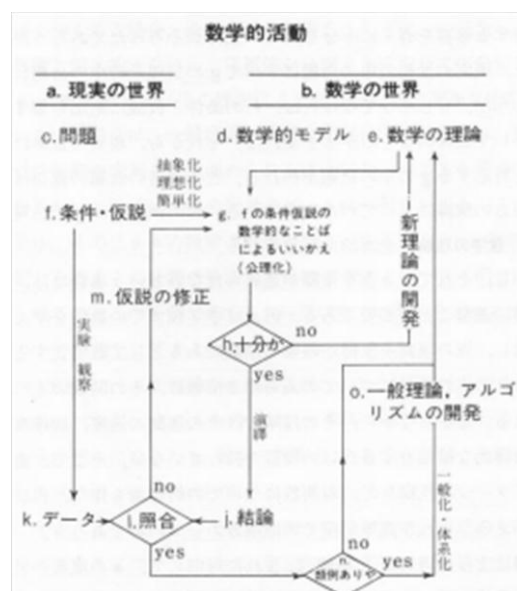 数学的活動
a. 現実の世界
b. 数学の世界
c. 問題
d. 数学的モデル
e. 数学の理論
抽象化
理想化
簡単化
f. 条件・仮説
g. fの条件仮説の
数学的なことば
によるいいかえ
(公理化)
新理論の開発
m. 仮説の修正
実験 観察
h. 十分か
no
yes
演譯
o. 一般理論，アルゴ
リズムの開発
一般化・体系化
no
k. データ
l. 照合
j. 結論
yes
no
n.
類例ありや
yes